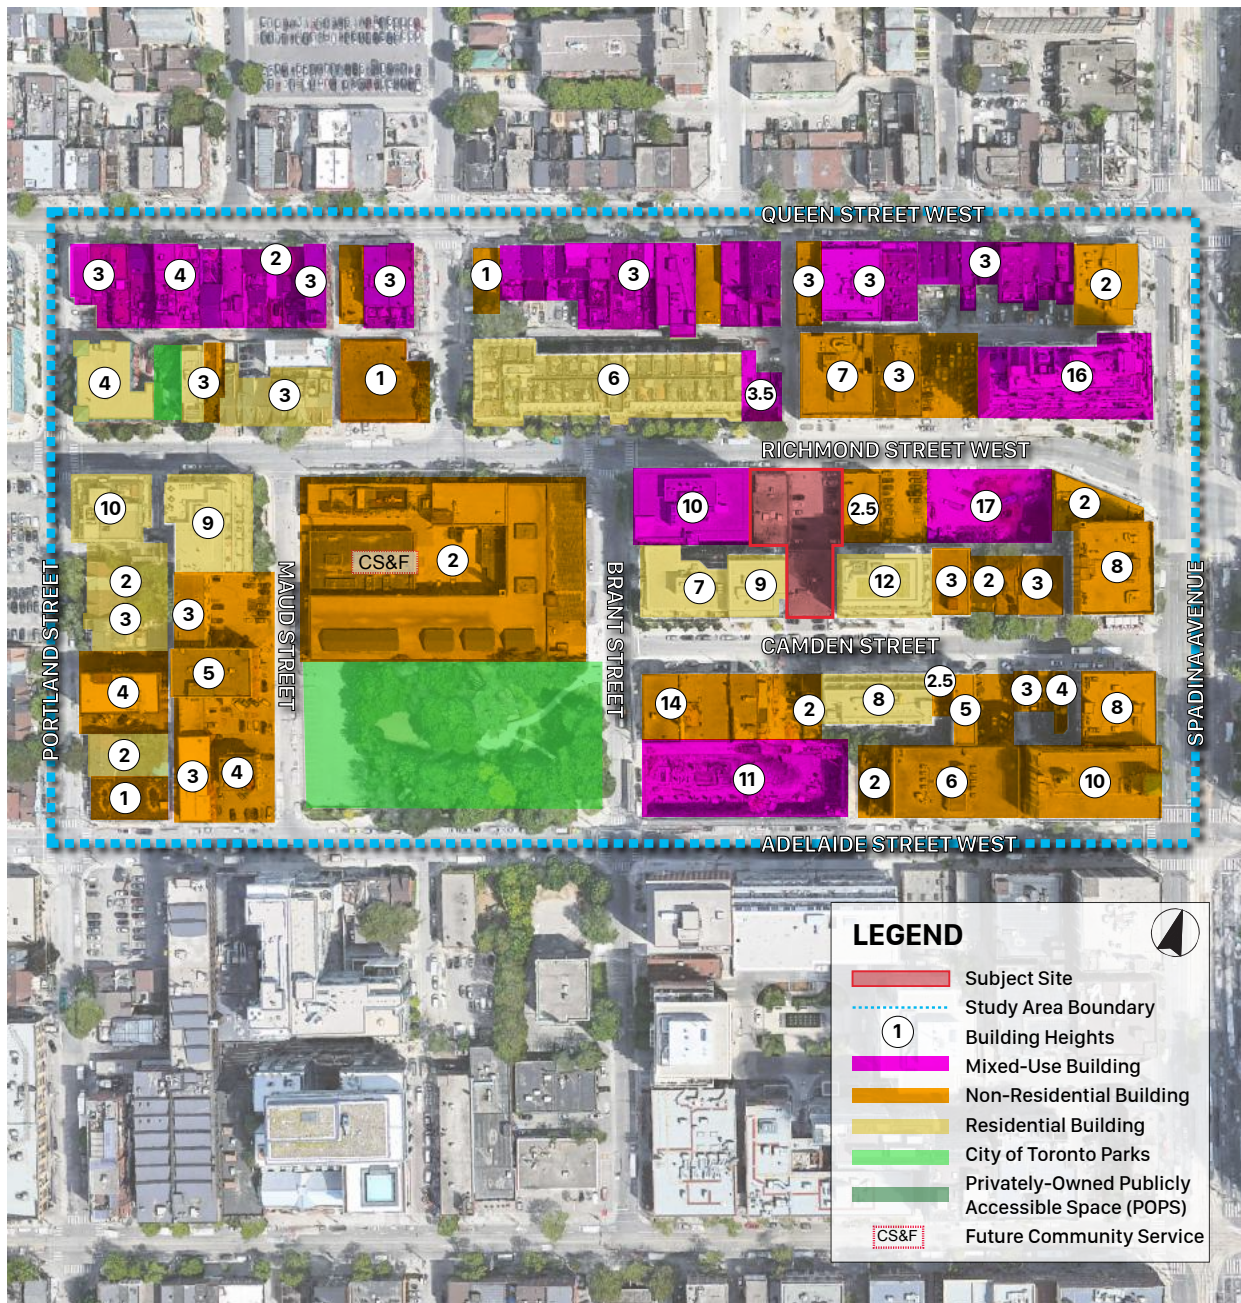 QUEEN STREET WEST
3
4
2
3
3
1
3
3
3
3
2
4
3
3
1
6
3.5
7
3
16
RICHMOND STREET WEST
10
9
2
3
3
5
4
2
3
4
1
CS&F
2
10
2.5
17
2
7
9
12
3
2
3
8
PORTLAND STREET
MAUD STREET
BRANT STREET
SPADINA AVENUE
CAMDEN STREET
14
2
8
2.5
5
3
4
8
11
2
6
10
ADELAIDE STREET WEST
LEGEND
Subject Site
Study Area Boundary
1
Building Heights
Mixed-Use Building
Non-Residential Building
Residential Building
City of Toronto Parks
Privately-Owned Publicly
Accessible Space (POPS)
CS&F
Future Community Service